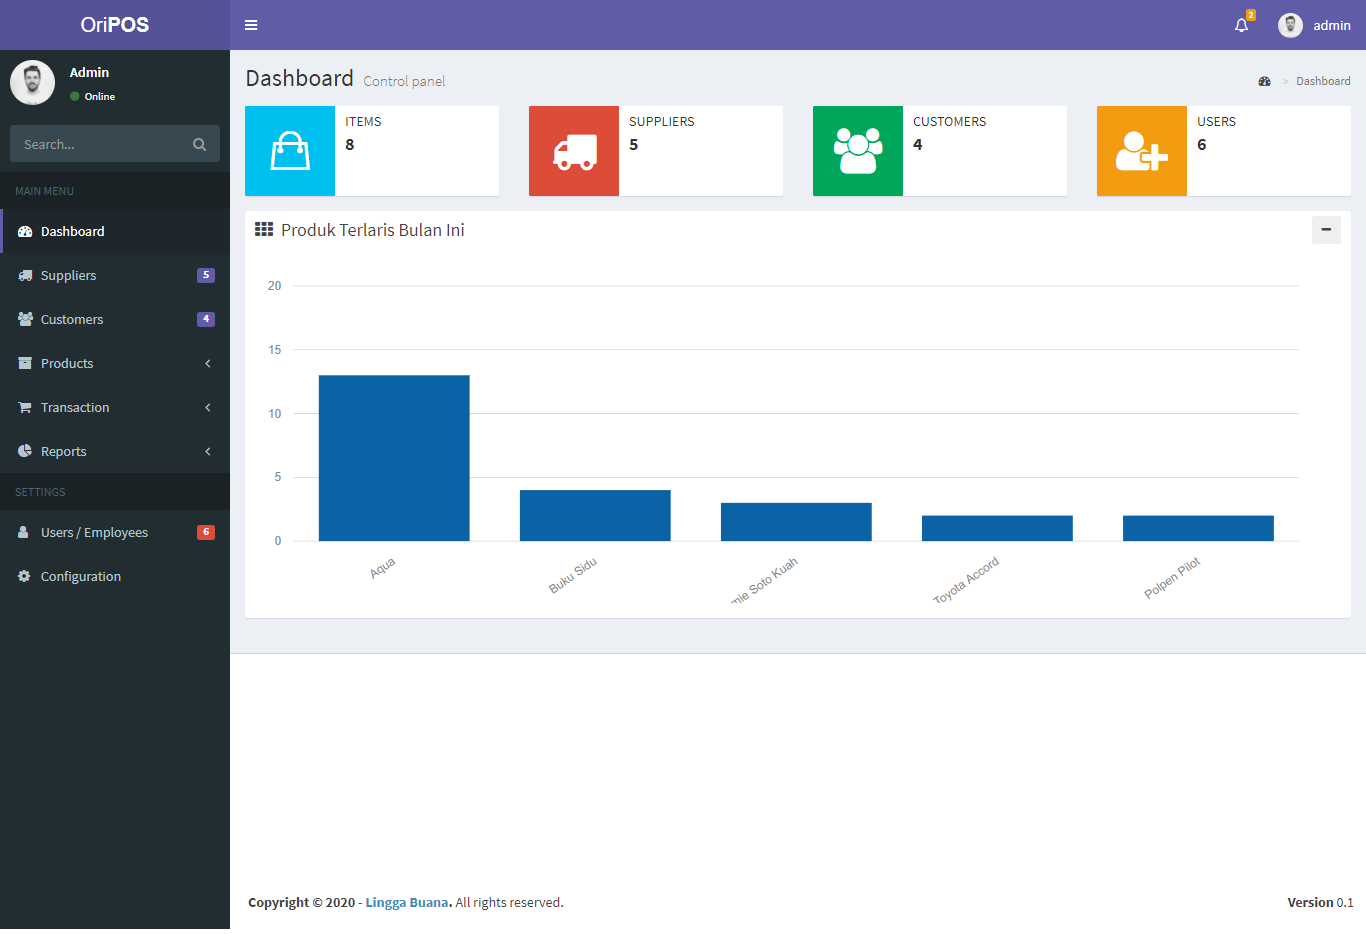 OriPOS
2
admin
Admin
Online
Search...
MAIN MENU
Dashboard
Suppliers 5
Customers 4
Products
Transaction
Reports
SETTINGS
Users / Employees 6
Configuration
Dashboard Control panel
> Dashboard
ITEMS
8
SUPPLIERS
5
CUSTOMERS
4
USERS
6
Produk Terlaris Bulan Ini
20
15
10
5
0
Aqua
Buku Sidu
mie Soto Kuah
Toyota Accord
Polpen Pilot
Copyright © 2020 - Lingga Buana. All rights reserved.
Version 0.1